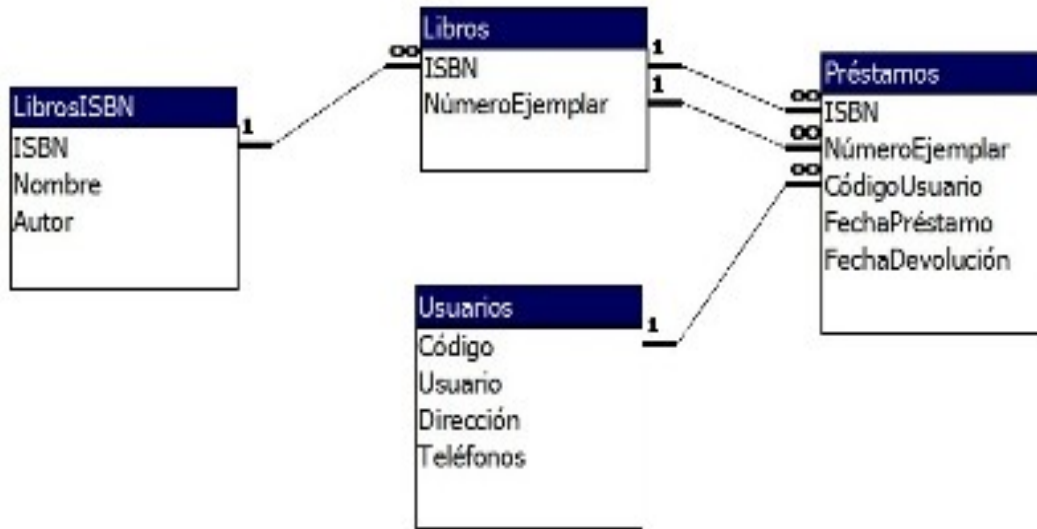 LibrosISBN
ISBN
Nombre
Autor
1
Libros
ISBN
NúmeroEjemplar
∞
1
1
Préstamos
ISBN
NúmeroEjemplar
CódigoUsuario
FechaPréstamo
FechaDevolución
∞
∞
∞
Usuarios
Código
Usuario
Dirección
Teléfonos
1